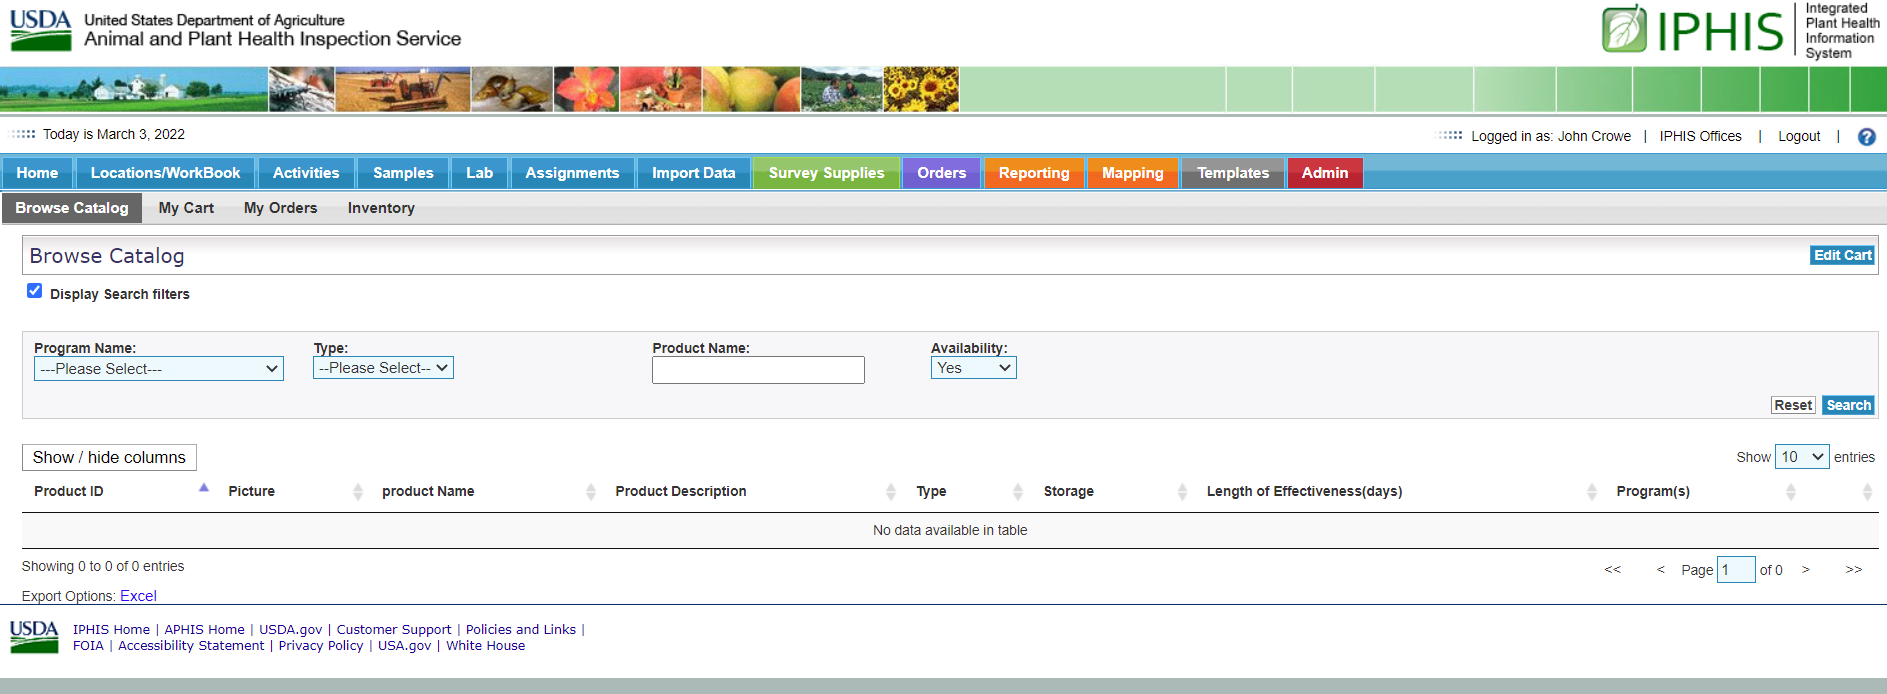 USDA United States Department of Agriculture
Animal and Plant Health Inspection Service
IPHIS Integrated
Plant Health
Information
System
Today is March 3, 2022
Logged in as: John Crowe | IPHIS Offices | Logout | ?
Home Locations/WorkBook Activities Samples Lab Assignments Import Data Survey Supplies Orders Reporting Mapping Templates Admin
Browse Catalog My Cart My Orders Inventory
Browse Catalog Edit Cart
Display Search filters
Program Name: Type: Product Name: Availability:
---Please Select--- --Please Select-- Yes
Reset Search
Show / hide columns Show 10 entries
Product ID Picture product Name Product Description Type Storage Length of Effectiveness(days) Program(s)
No data available in table
Showing 0 to 0 of 0 entries << < Page 1 of 0 > >>
Export Options: Excel
USDA IPHIS Home | APHIS Home | USDA.gov | Customer Support | Policies and Links |
FOIA | Accessibility Statement | Privacy Policy | USA.gov | White House